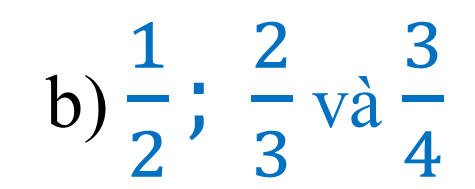 b) 1/2 ; 2/3 và 3/4